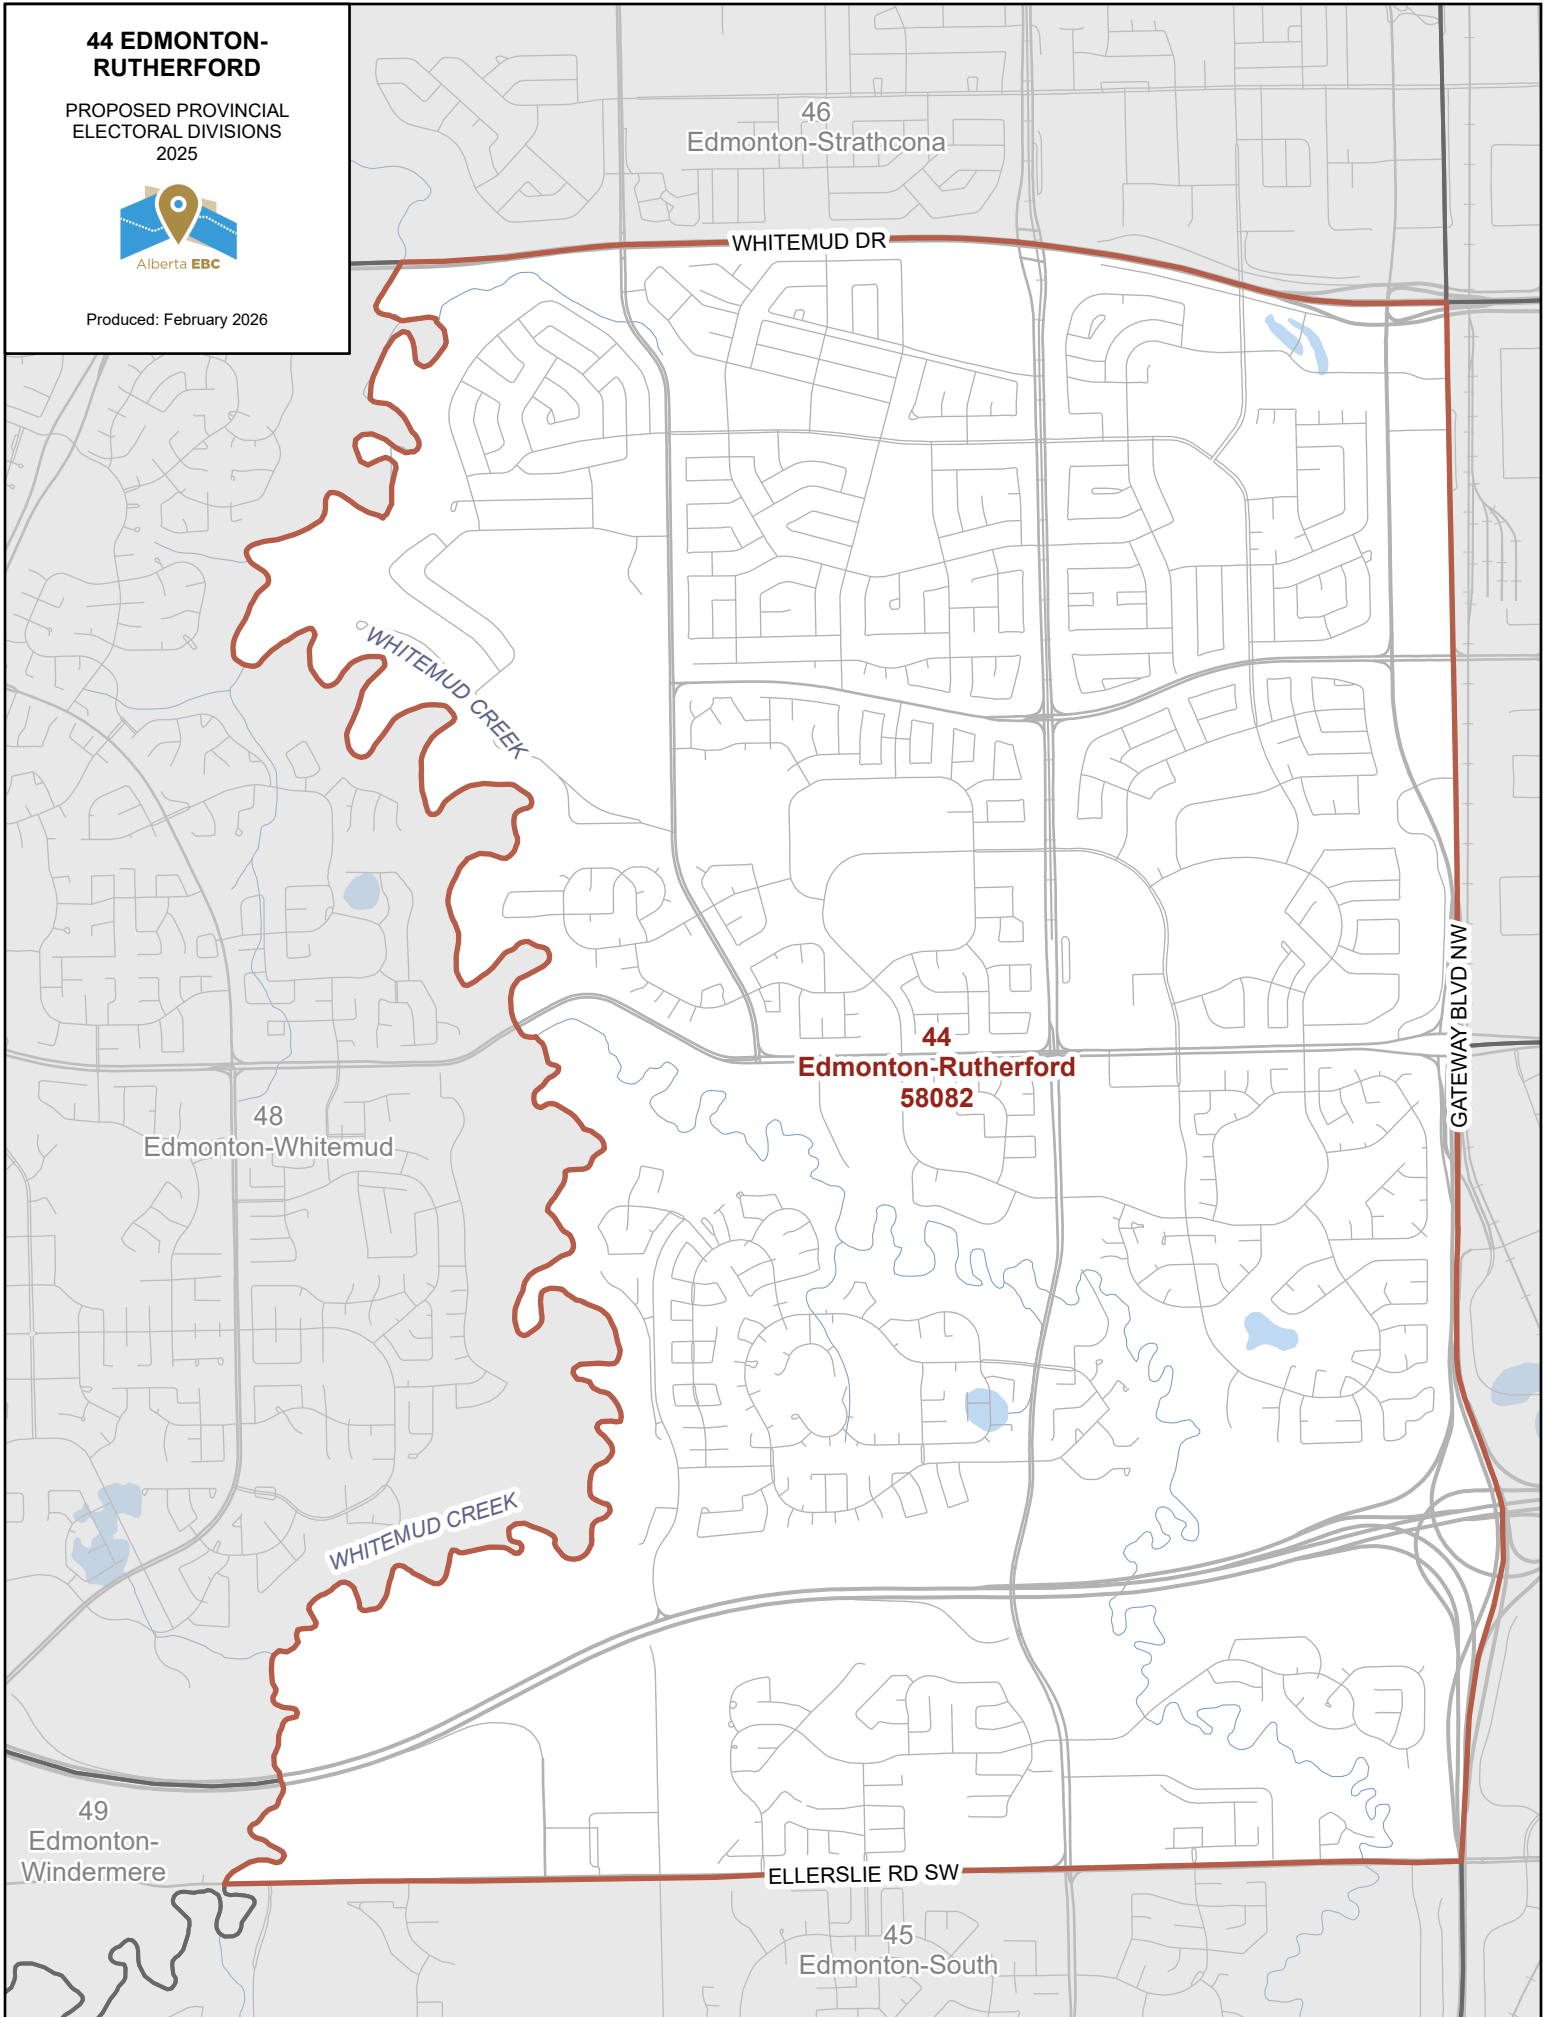 44 EDMONTON-
RUTHERFORD
PROPOSED PROVINCIAL
ELECTORAL DIVISIONS
2025
Alberta EBC
Produced: February 2026
46
Edmonton-Strathcona
WHITEMUD DR
WHITEMUD CREEK
GATEWAY BLVD NW
44
Edmonton-Rutherford
58082
48
Edmonton-Whitemud
WHITEMUD CREEK
49
Edmonton-
Windermere
ELLERSLIE RD SW
45
Edmonton-South